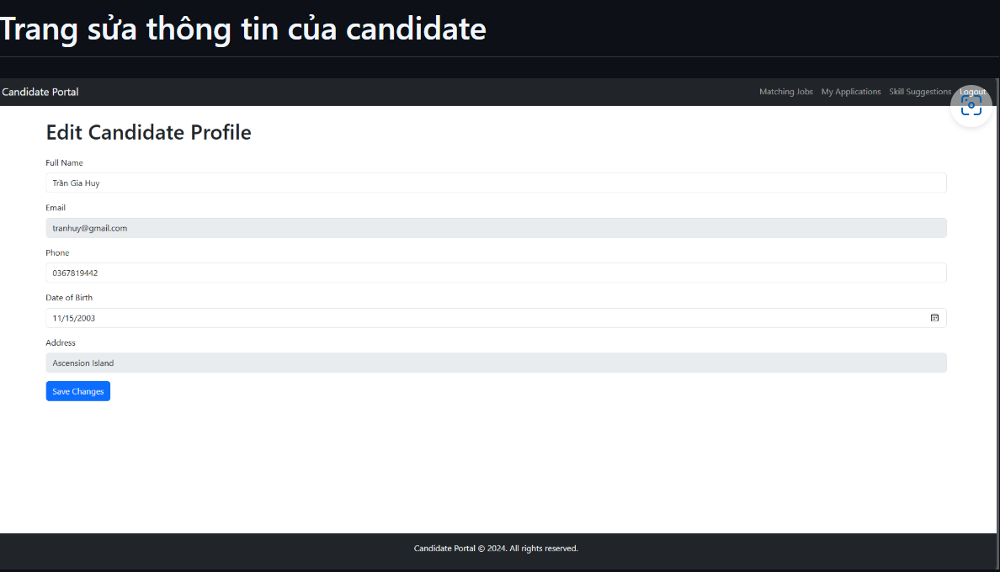 Trang sửa thông tin của candidate
Candidate Portal Matching Jobs My Applications Skill Suggestions Logout
Edit Candidate Profile
Full Name
Trần Gia Huy
Email
tranhuy@gmail.com
Phone
0367819442
Date of Birth
11/15/2003
Address
Ascension Island
Save Changes
Candidate Portal © 2024. All rights reserved.